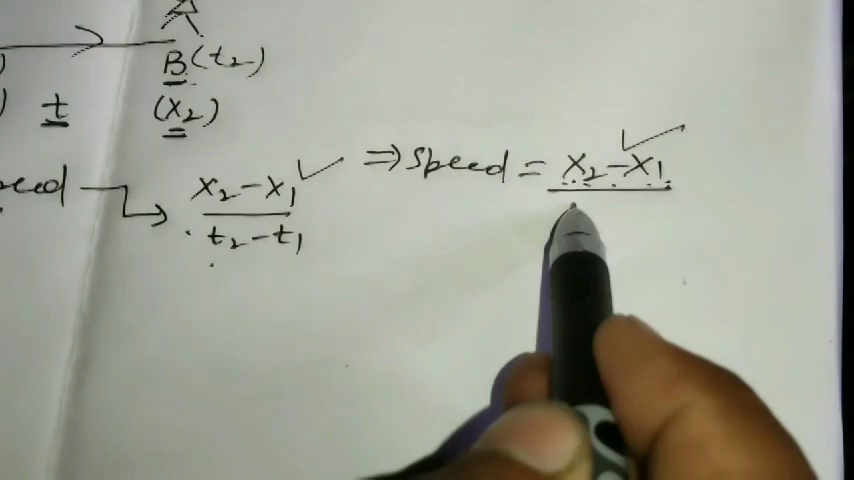 B(t₂)
t (x₂)
x₂-x₁ ⇒ speed = x₂-x₁
t₂-t₁